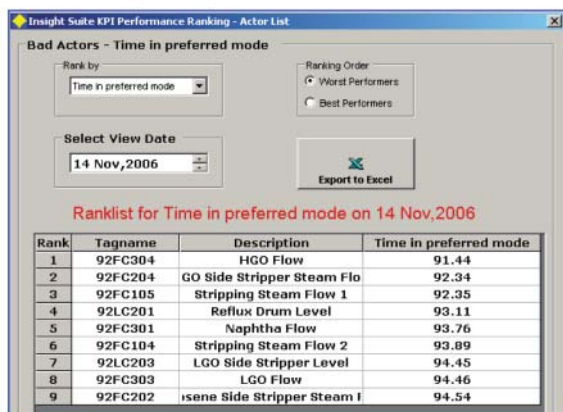 Insight Suite KPI Performance Ranking - Actor List
Bad Actors - Time in preferred mode
Rank by
Time in preferred mode
Ranking Order
Worst Performers
Best Performers
Select View Date
14 Nov,2006
Export to Excel
Ranklist for Time in preferred mode on 14 Nov,2006
Rank Tagname Description Time in preferred mode
1 92FC304 HGO Flow 91.44
2 92FC204 GO Side Stripper Steam Flo 92.34
3 92FC105 Stripping Steam Flow 1 92.35
4 92LC201 Reflux Drum Level 93.11
5 92FC301 Naphtha Flow 93.76
6 92FC104 Stripping Steam Flow 2 93.89
7 92LC203 LGO Side Stripper Level 94.45
8 92FC303 LGO Flow 94.46
9 92FC202 sene Side Stripper Steam F 94.54